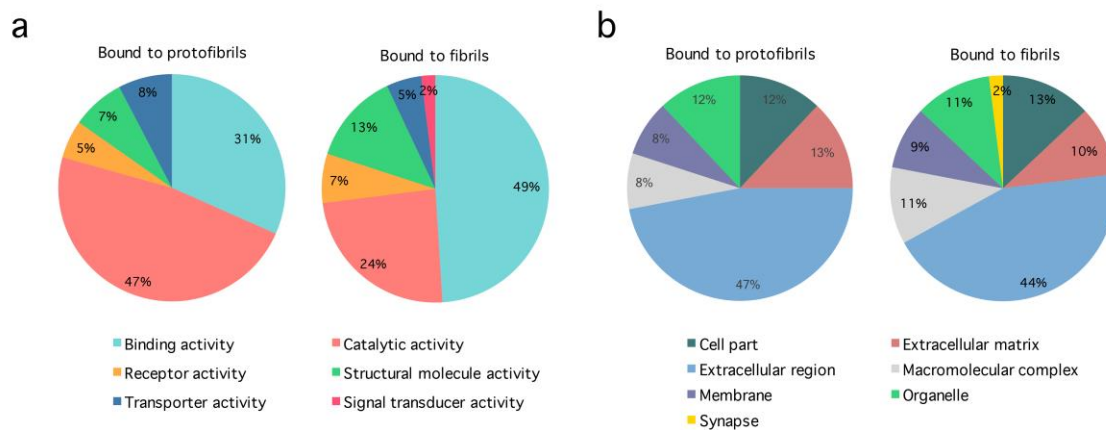 a
Bound to protofibrils
8%
7%
5%
31%
47%
Bound to fibrils
5%
2%
13%
7%
49%
24%
Binding activity
Catalytic activity
Receptor activity
Structural molecule activity
Transporter activity
Signal transducer activity
b
Bound to protofibrils
12%
12%
8%
13%
8%
47%
Bound to fibrils
2%
11%
13%
9%
10%
11%
44%
Cell part
Extracellular matrix
Extracellular region
Macromolecular complex
Membrane
Organelle
Synapse